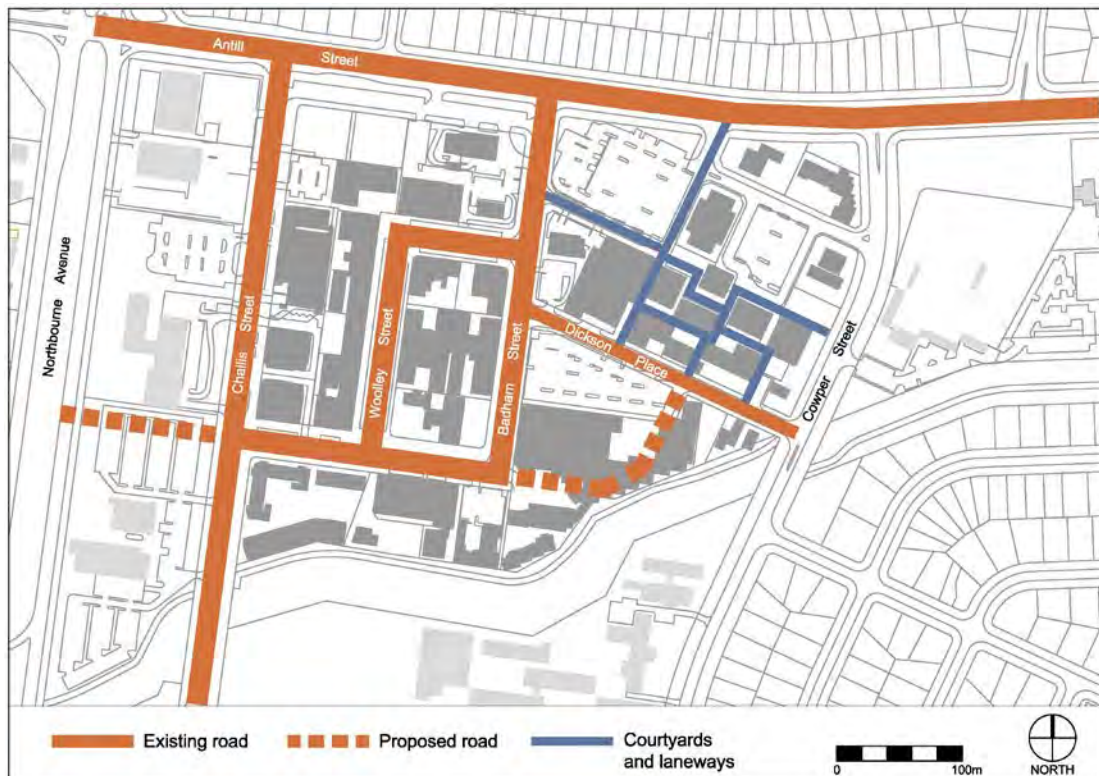 Antill
Street
Northbourne
Avenue
Challis
Street
Woolley
Street
Badham
Street
Dickson
Place
Cowper
Street
Existing road
Proposed road
Courtyards
and laneways
0
100m
NORTH